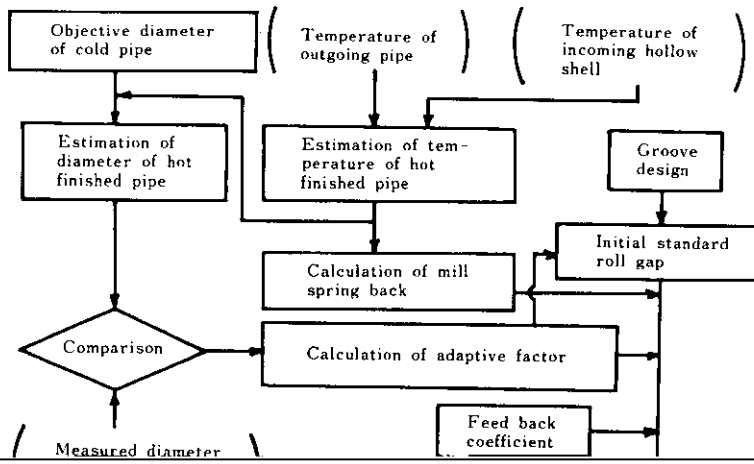 Objective diameter
of cold pipe
Temperature of
outgoing pipe
Temperature of
incoming hollow
shell
Estimation of
diameter of hot
finished pipe
Estimation of tem-
perature of hot
finished pipe
Groove
design
Initial standard
roll gap
Calculation of mill
spring back
Comparison
Calculation of adaptive factor
Feed back
coefficient
Measured diameter